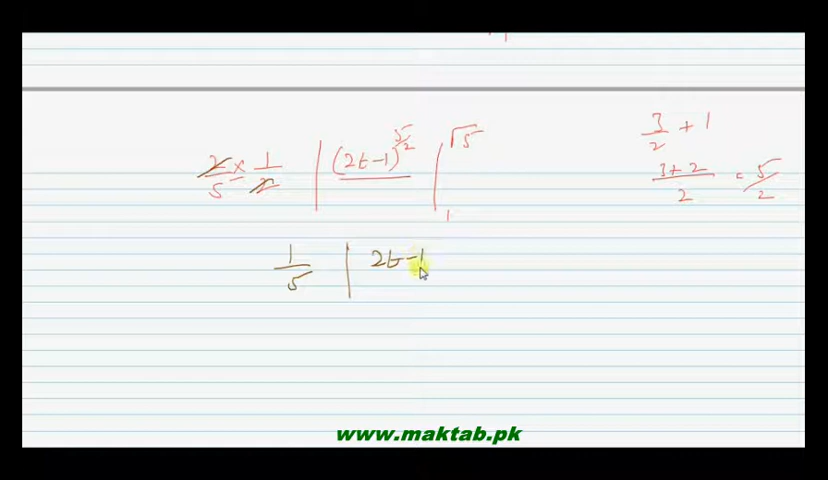 2/5 × 1/2 | (2t-1)^5/2 | √5 1
3/2 + 1
3+2/2 = 5/2
1/5 | 2t-1
www.maktab.pk